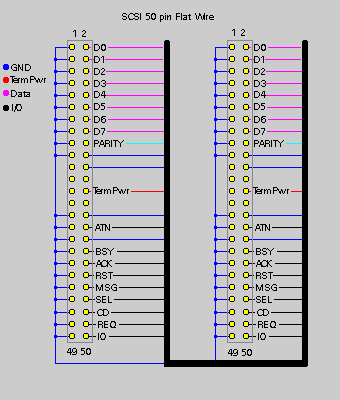 SCSI 50 pin Flat Wire
1 2 1 2
D0 D0
GND D1 D1
TermPwr D2 D2
D3 D3
Data D4 D4
I/O D5 D5
D6 D6
D7 D7
PARITY PARITY
TermPwr TermPwr
ATN ATN
BSY BSY
ACK ACK
RST RST
MSG MSG
SEL SEL
CD CD
REQ REQ
IO IO
49 50 49 50